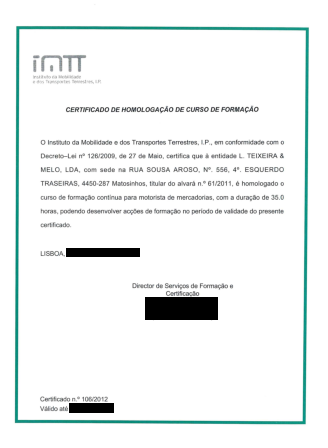 imtt
Instituto da Mobilidade
e dos Transportes Terrestres, I.P.
CERTIFICADO DE HOMOLOGAÇÃO DE CURSO DE FORMAÇÃO
O Instituto da Mobilidade e dos Transportes Terrestres, I.P., em conformidade com o
Decreto–Lei nº 126/2009, de 27 de Maio, certifica que à entidade L. TEIXEIRA &
MELO, LDA, com sede na RUA SOUSA AROSO, Nº. 556, 4º. ESQUERDO
TRASEIRAS, 4450-287 Matosinhos, titular do alvará n.º 61/2011, é homologado o
curso de formação contínua para motorista de mercadorias, com a duração de 35.0
horas, podendo desenvolver acções de formação no período de validade do presente
certificado.
LISBOA,
Director de Serviços de Formação e
Certificação
Certificado n.º 106/2012
Válido até